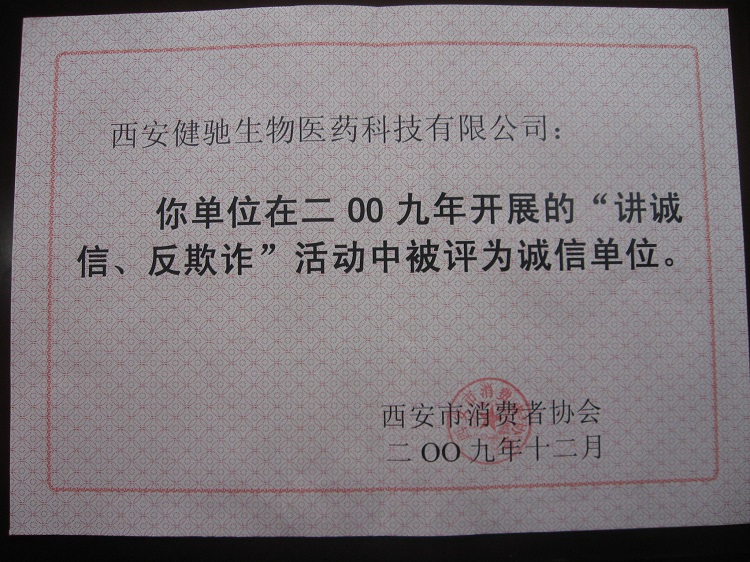 西安健驰生物医药科技有限公司：
你单位在二00九年开展的“讲诚
信、反欺诈”活动中被评为诚信单位。
西安市消费者协会
二OO九年十二月